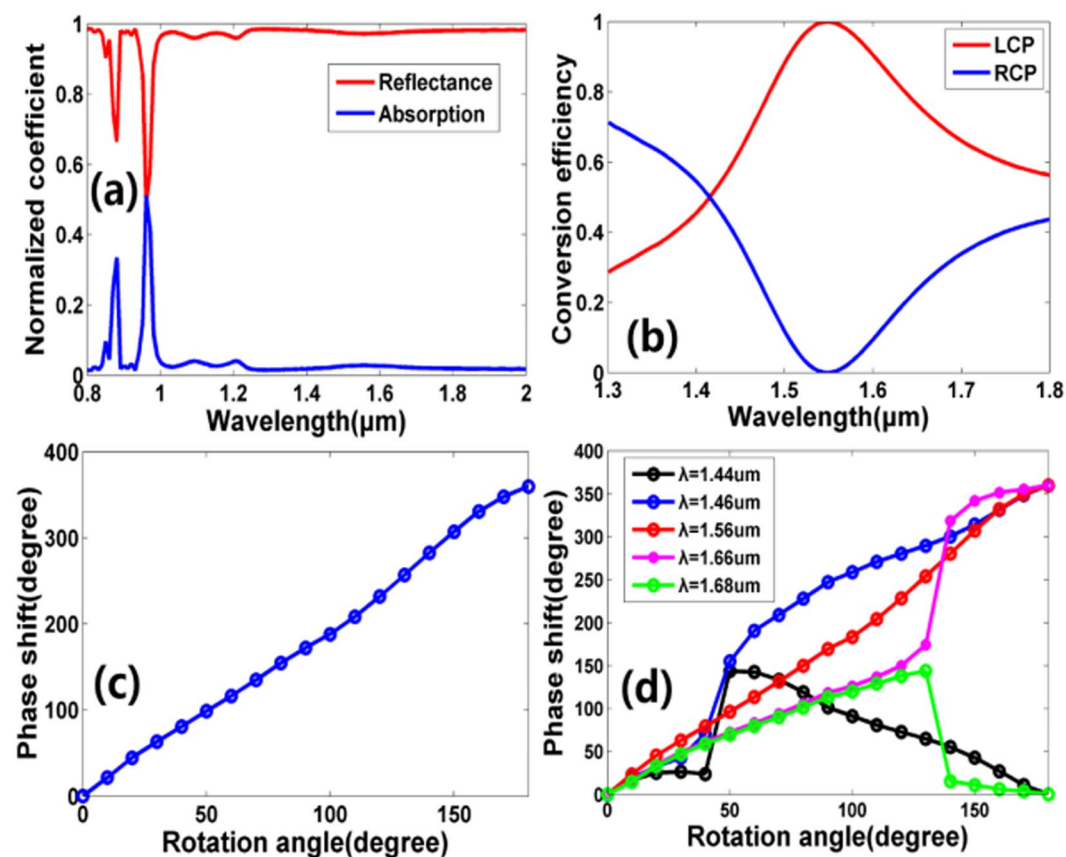 Normalized coefficient
1
0.8
0.6
0.4
0.2
0
Reflectance
Absorption
(a)
0.8
1
1.2
1.4
1.6
1.8
2
Wavelength(μm)
Conversion efficiency
1
0.8
0.6
0.4
0.2
0
LCP
RCP
(b)
1.3
1.4
1.5
1.6
1.7
1.8
Wavelength(μm)
Phase shift(degree)
400
300
200
100
0
(c)
0
50
100
150
Rotation angle(degree)
Phase shift(degree)
400
350
300
250
200
150
100
50
0
λ=1.44um
λ=1.46um
λ=1.56um
λ=1.66um
λ=1.68um
(d)
0
50
100
150
Rotation angle(degree)